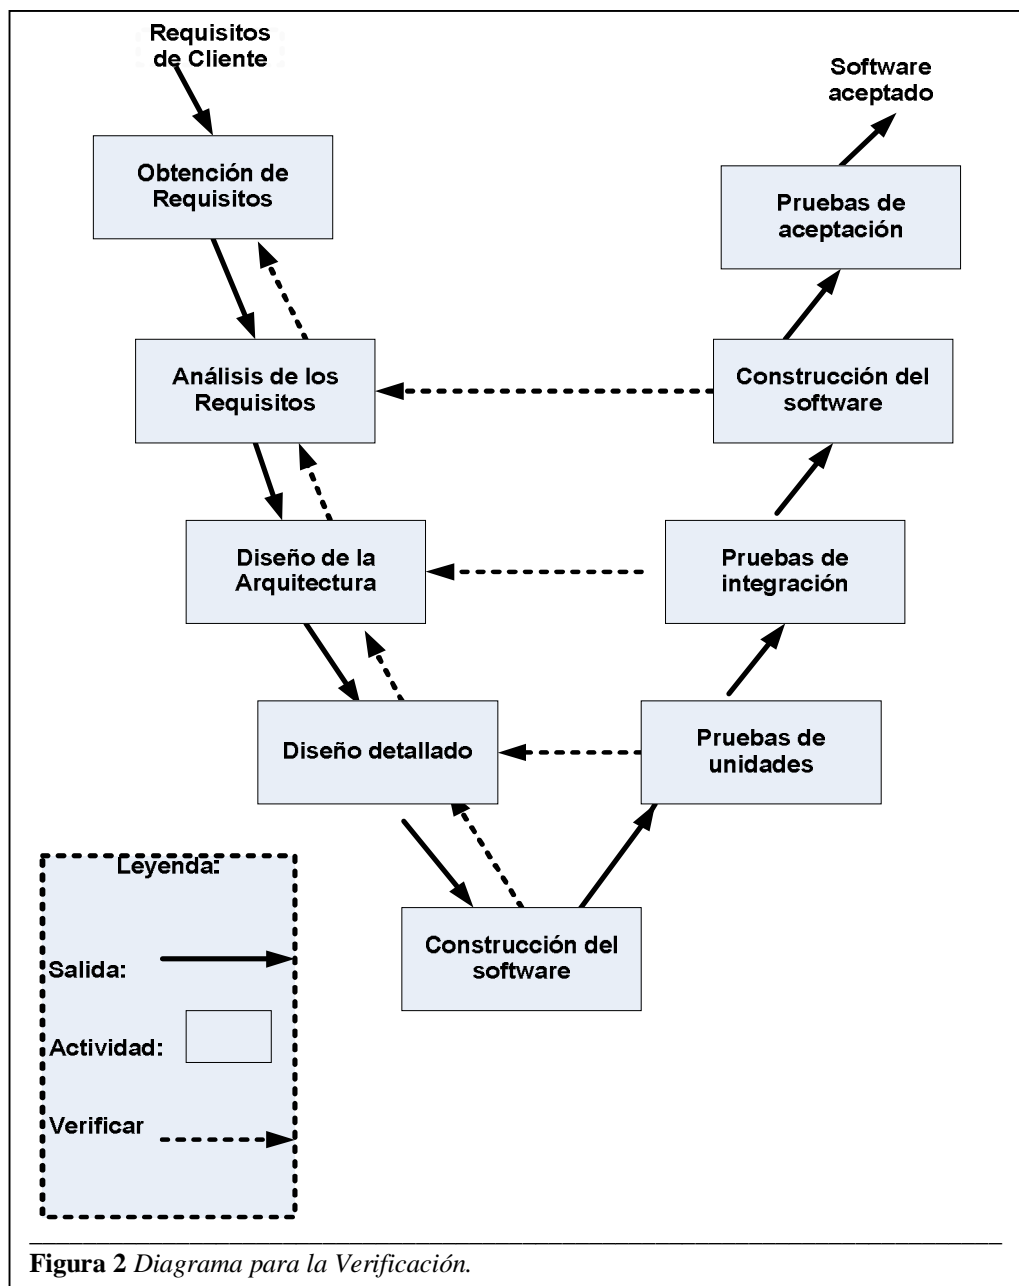 Requisitos
de Cliente
Software
aceptado
Obtención de
Requisitos
Pruebas de
aceptación
Análisis de los
Requisitos
Construcción del
software
Diseño de la
Arquitectura
Pruebas de
integración
Diseño detallado
Pruebas de
unidades
Construcción del
software
Leyenda:
Salida:
Actividad:
Verificar
Figura 2 Diagrama para la Verificación.